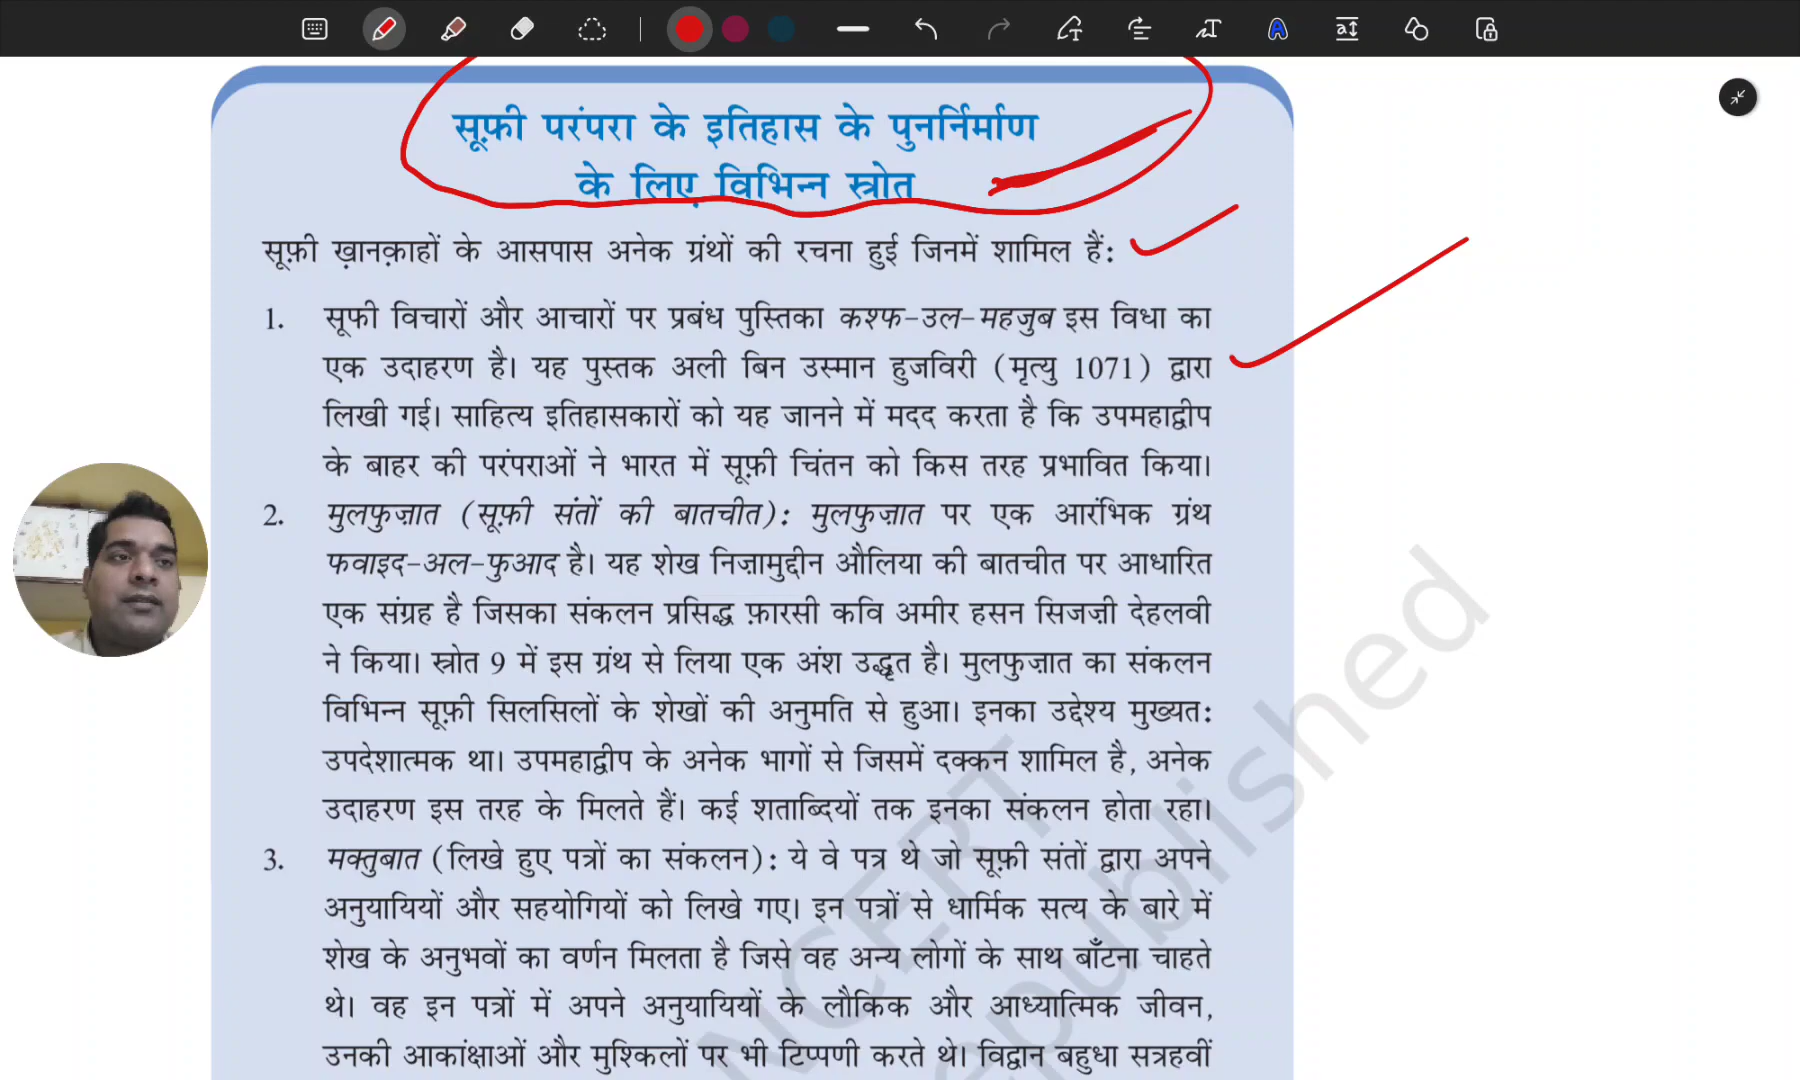 सूफ़ी परंपरा के इतिहास के पुनर्निर्माण
के लिए विभिन्न स्रोत
सूफ़ी ख़ानक़ाहों के आसपास अनेक ग्रंथों की रचना हुई जिनमें शामिल हैं:
1. सूफी विचारों और आचारों पर प्रबंध पुस्तिका कश्फ-उल-महजुब इस विधा का
एक उदाहरण है। यह पुस्तक अली बिन उस्मान हुजविरी (मृत्यु 1071) द्वारा
लिखी गई। साहित्य इतिहासकारों को यह जानने में मदद करता है कि उपमहाद्वीप
के बाहर की परंपराओं ने भारत में सूफ़ी चिंतन को किस तरह प्रभावित किया।
2. मुलफुज़ात (सूफ़ी संतों की बातचीत): मुलफुज़ात पर एक आरंभिक ग्रंथ
फवाइद-अल-फुआद है। यह शेख निज़ामुद्दीन औलिया की बातचीत पर आधारित
एक संग्रह है जिसका संकलन प्रसिद्ध फ़ारसी कवि अमीर हसन सिजज़ी देहलवी
ने किया। स्रोत 9 में इस ग्रंथ से लिया एक अंश उद्धृत है। मुलफुज़ात का संकलन
विभिन्न सूफ़ी सिलसिलों के शेखों की अनुमति से हुआ। इनका उद्देश्य मुख्यत:
उपदेशात्मक था। उपमहाद्वीप के अनेक भागों से जिसमें दक्कन शामिल है, अनेक
उदाहरण इस तरह के मिलते हैं। कई शताब्दियों तक इनका संकलन होता रहा।
3. मक्तुबात (लिखे हुए पत्रों का संकलन): ये वे पत्र थे जो सूफ़ी संतों द्वारा अपने
अनुयायियों और सहयोगियों को लिखे गए। इन पत्रों से धार्मिक सत्य के बारे में
शेख के अनुभवों का वर्णन मिलता है जिसे वह अन्य लोगों के साथ बाँटना चाहते
थे। वह इन पत्रों में अपने अनुयायियों के लौकिक और आध्यात्मिक जीवन,
उनकी आकांक्षाओं और मुश्किलों पर भी टिप्पणी करते थे। विद्वान बहुधा सत्रहवीं
NCERT
republished